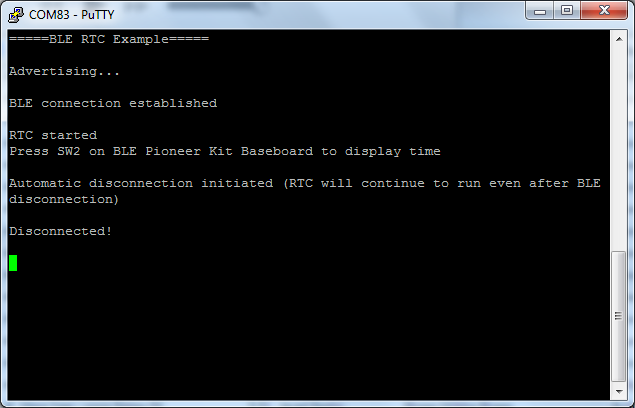 COM83 - PuTTY
=====BLE RTC Example=====
Advertising...
BLE connection established
RTC started
Press SW2 on BLE Pioneer Kit Baseboard to display time
Automatic disconnection initiated (RTC will continue to run even after BLE
disconnection)
Disconnected!